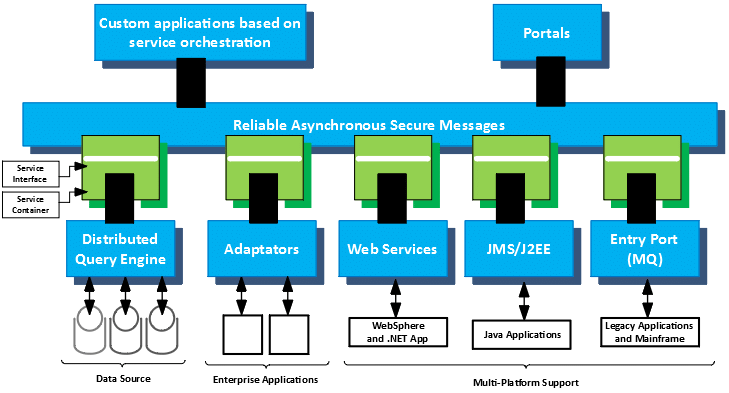 Custom applications based on
service orchestration
Portals
Reliable Asynchronous Secure Messages
Service
Interface
Service
Container
Distributed
Query Engine
Adaptators
Web Services
JMS/J2EE
Entry Port
(MQ)
WebSphere
and .NET App
Java Applications
Legacy Applications
and Mainframe
Data Source
Enterprise Applications
Multi-Platform Support